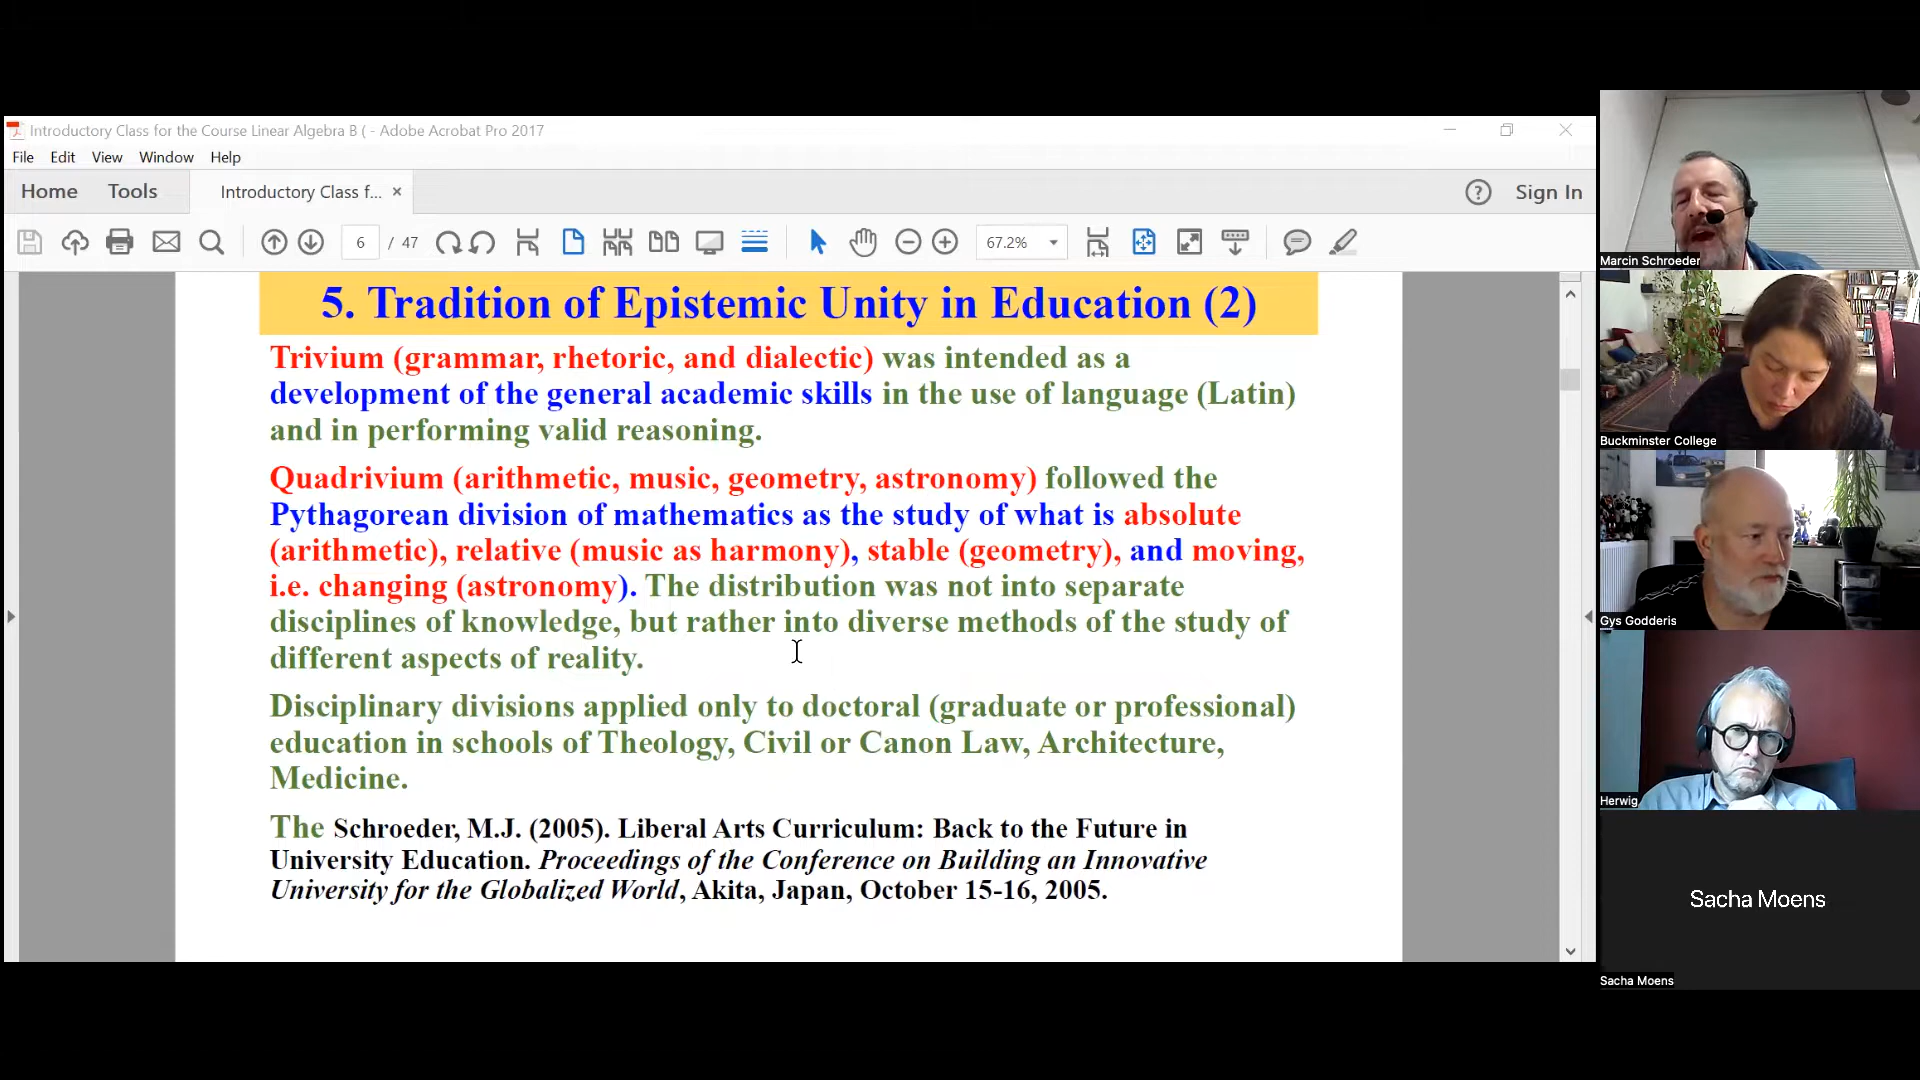 Introductory Class for the Course Linear Algebra B ( - Adobe Acrobat Pro 2017
File Edit View Window Help
Home Tools Introductory Class f... × ? Sign In
6 / 47 67.2%
5. Tradition of Epistemic Unity in Education (2)
Trivium (grammar, rhetoric, and dialectic) was intended as a
development of the general academic skills in the use of language (Latin)
and in performing valid reasoning.
Quadrivium (arithmetic, music, geometry, astronomy) followed the
Pythagorean division of mathematics as the study of what is absolute
(arithmetic), relative (music as harmony), stable (geometry), and moving,
i.e. changing (astronomy). The distribution was not into separate
disciplines of knowledge, but rather into diverse methods of the study of
different aspects of reality.
Disciplinary divisions applied only to doctoral (graduate or professional)
education in schools of Theology, Civil or Canon Law, Architecture,
Medicine.
The Schroeder, M.J. (2005). Liberal Arts Curriculum: Back to the Future in
University Education. Proceedings of the Conference on Building an Innovative
University for the Globalized World, Akita, Japan, October 15-16, 2005.
Marcin Schroeder
Buckminster College
Gys Godderis
Herwig
Sacha Moens
Sacha Moens